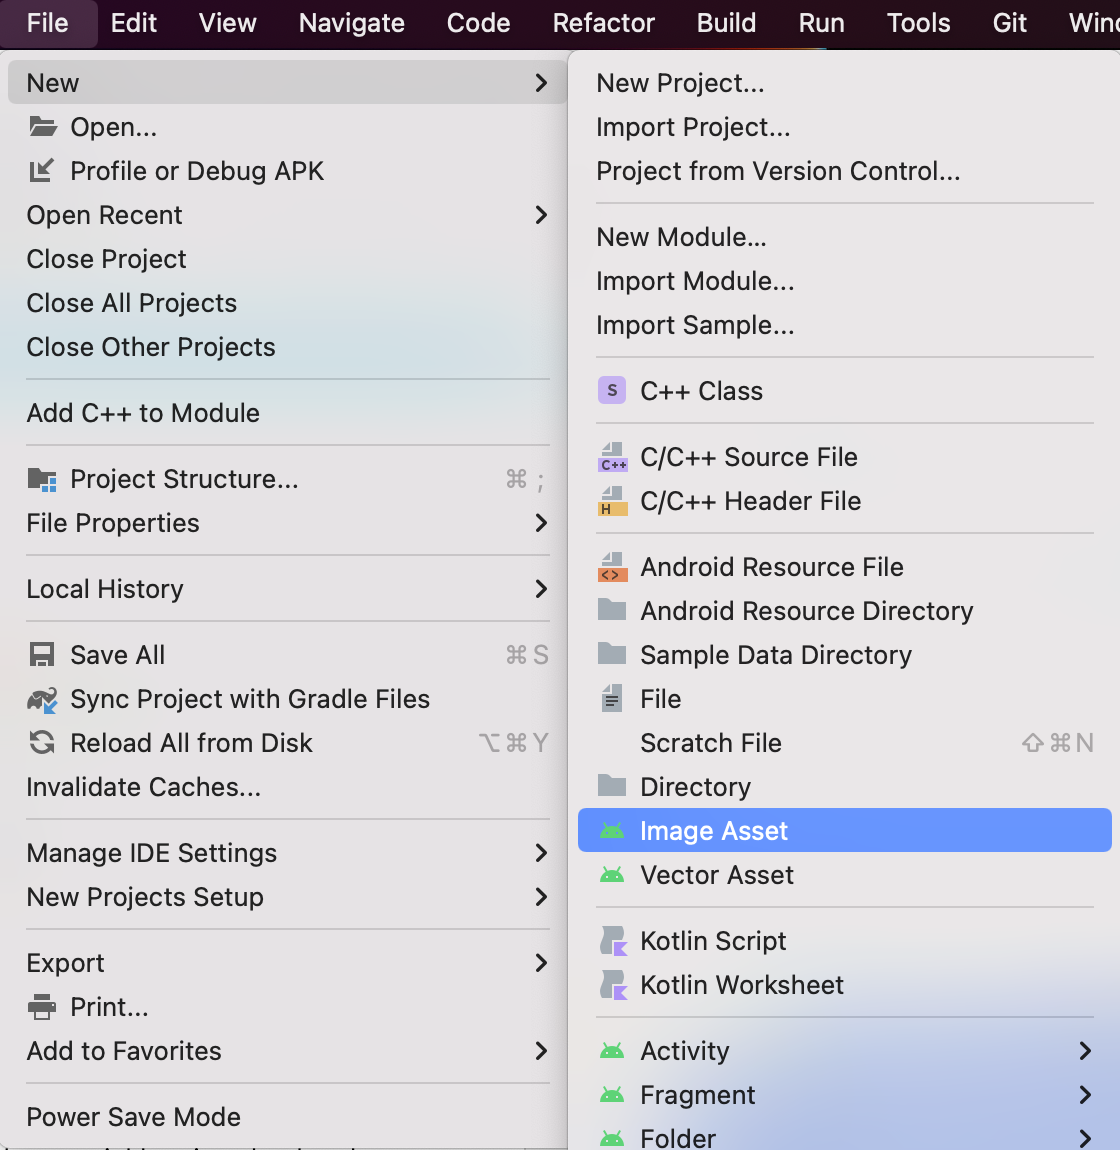 File Edit View Navigate Code Refactor Build Run Tools Git
New
Open...
Profile or Debug APK
Open Recent
Close Project
Close All Projects
Close Other Projects
Add C++ to Module
Project Structure... ⌘ ;
File Properties
Local History
Save All ⌘ S
Sync Project with Gradle Files
Reload All from Disk ⌥ ⌘ Y
Invalidate Caches...
Manage IDE Settings
New Projects Setup
Export
Print...
Add to Favorites
Power Save Mode
New Project...
Import Project...
Project from Version Control...
New Module...
Import Module...
Import Sample...
S C++ Class
C++ C/C++ Source File
H C/C++ Header File
<> Android Resource File
Android Resource Directory
Sample Data Directory
File
Scratch File ⇧ ⌘ N
Directory
Image Asset
Vector Asset
Kotlin Script
Kotlin Worksheet
Activity
Fragment
Folder